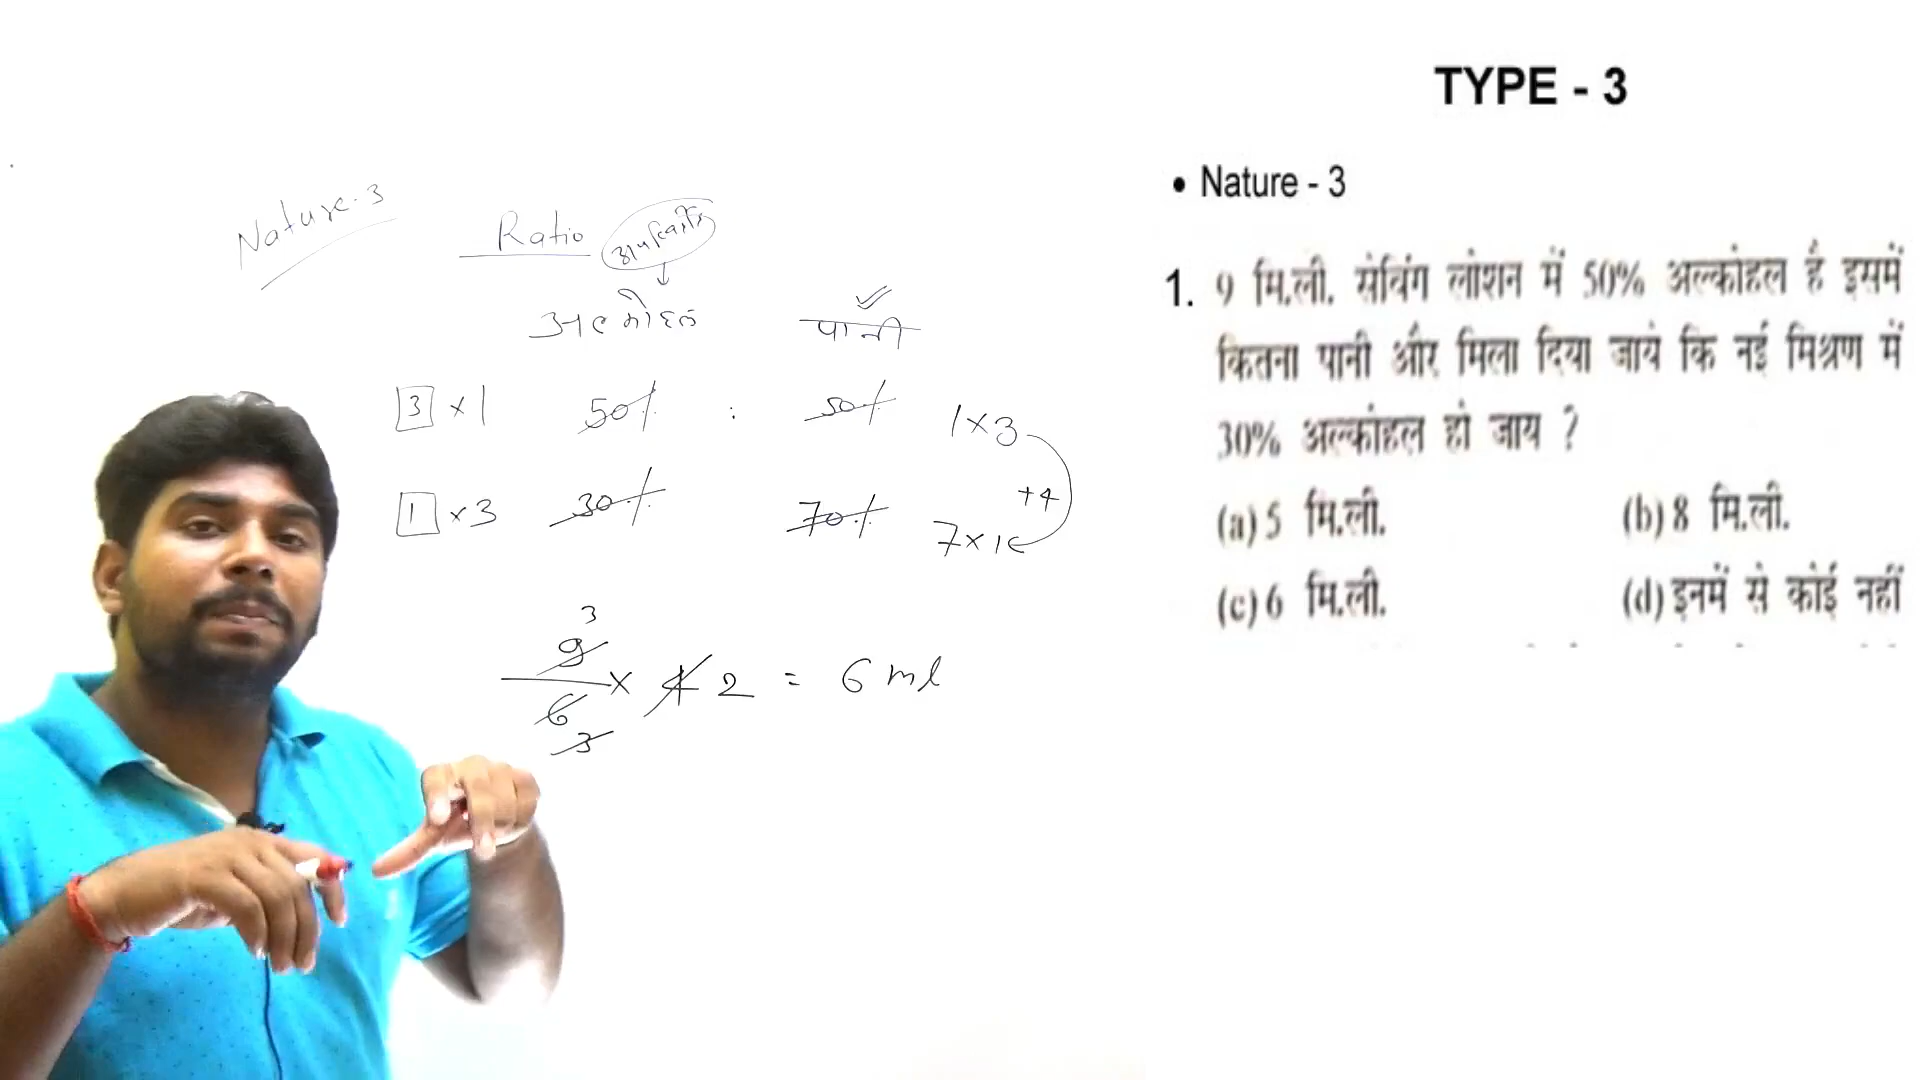 TYPE - 3
• Nature - 3
1. 9 मि.ली. सेविंग लोशन में 50% अल्कोहल है इसमें
कितना पानी और मिला दिया जाये कि नई मिश्रण में
30% अल्कोहल हो जाय ?
(a) 5 मि.ली. (b) 8 मि.ली.
(c) 6 मि.ली. (d) इनमें से कोई नहीं
Nature-3
Ratio
पानी
3 × 1 50% : 50% 1×3
+4
1 × 3 30% 70% 7×1
3
9
× 4 2 = 6 ml
6
3